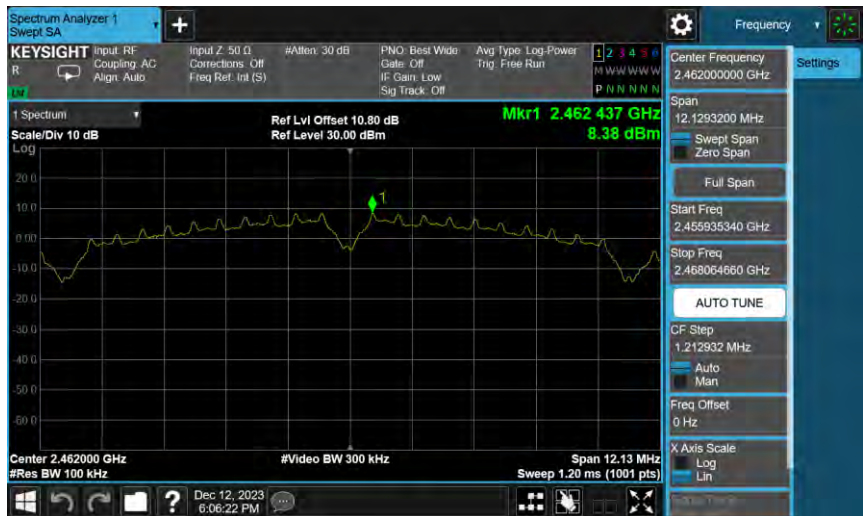 Spectrum Analyzer 1
Swept SA
Frequency
KEYSIGHT
R
Input: RF
Coupling: AC
Align: Auto
Input Z: 50 Ω
Corrections: Off
Freq Ref: Int (S)
#Atten: 30 dB
PNO: Best Wide
Gate: Off
IF Gain: Low
Sig Track: Off
Avg Type: Log-Power
Trig: Free Run
1 2 3 4 5 6
M W W W W W
P N N N N N
1 Spectrum
Scale/Div 10 dB
Log
Ref Lvl Offset 10.80 dB
Ref Level 30.00 dBm
Mkr1 2.462 437 GHz
8.38 dBm
20.0
10.0
0.00
-10.0
-20.0
-30.0
-40.0
-50.0
-60.0
1
Center 2.462000 GHz
#Res BW 100 kHz
#Video BW 300 kHz
Span 12.13 MHz
Sweep 1.20 ms (1001 pts)
Dec 12, 2023
6:06:22 PM
Center Frequency
2.462000000 GHz
Settings
Span
12.1293200 MHz
Swept Span
Zero Span
Full Span
Start Freq
2.455935340 GHz
Stop Freq
2.468064660 GHz
AUTO TUNE
CF Step
1.212932 MHz
Auto
Man
Freq Offset
0 Hz
X Axis Scale
Log
Lin